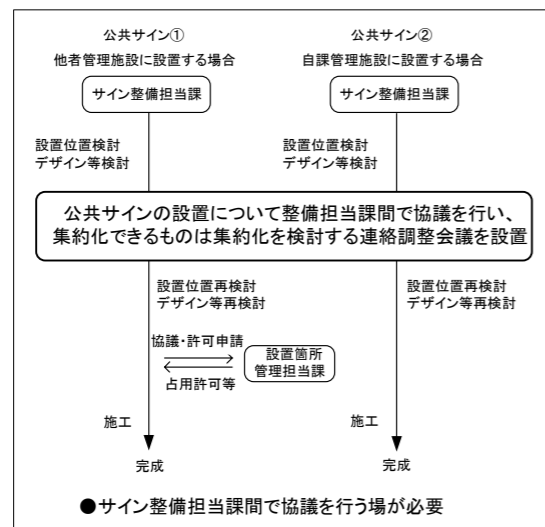 公共サイン①
他者管理施設に設置する場合
サイン整備担当課
設置位置検討
デザイン等検討
公共サイン②
自課管理施設に設置する場合
サイン整備担当課
設置位置検討
デザイン等検討
公共サインの設置について整備担当課間で協議を行い、
集約化できるものは集約化を検討する連絡調整会議を設置
設置位置再検討
デザイン等再検討
協議・許可申請
占用許可等
設置箇所
管理担当課
施工
完成
設置位置再検討
デザイン等再検討
施工
完成
●サイン整備担当課間で協議を行う場が必要